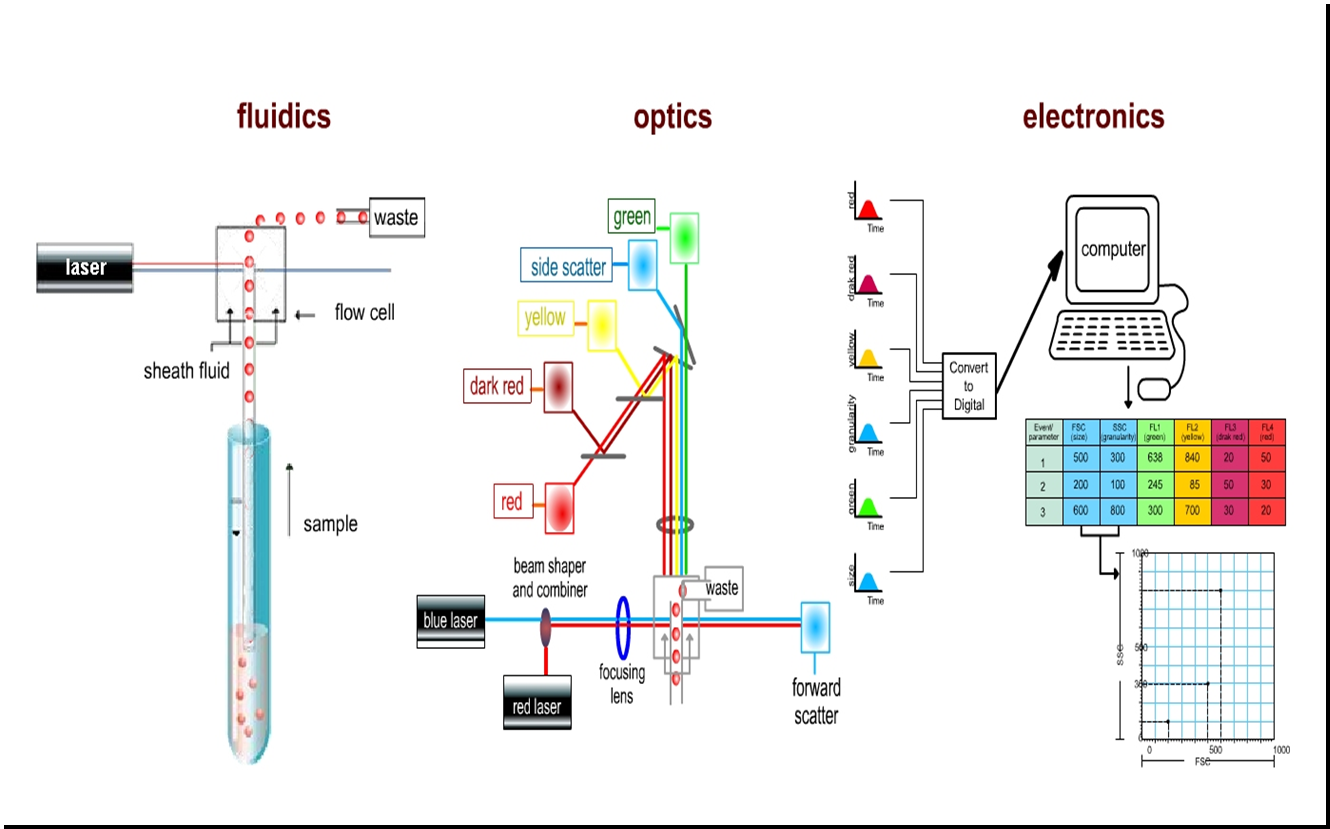 fluidics
optics
electronics
waste
laser
flow cell
sheath fluid
sample
green
side scatter
yellow
dark red
red
beam shaper
and combiner
waste
blue laser
red laser
focusing
lens
forward
scatter
red
Time
drak red
Time
yellow
Time
granularity
Time
green
Time
size
Time
Convert
to
Digital
computer
Event/ parameter FSC (size) SSC (granularity) FL1 (green) FL2 (yellow) FL3 (drak red) FL4 (red)
1 500 300 638 840 20 50
2 200 100 245 85 50 30
3 600 800 300 700 30 20
1000
500
300
0
SSC
0 500 1000
FSC